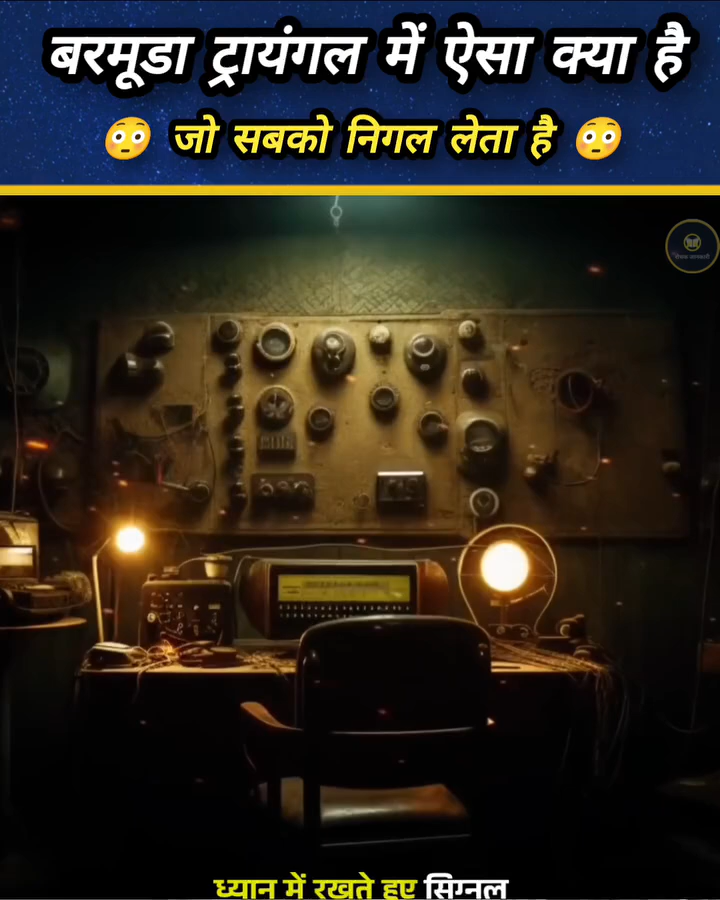 बरमूडा ट्रायंगल में ऐसा क्या है
😳 जो सबको निगल लेता है 😳
ध्यान में रखते हुए सिग्नल